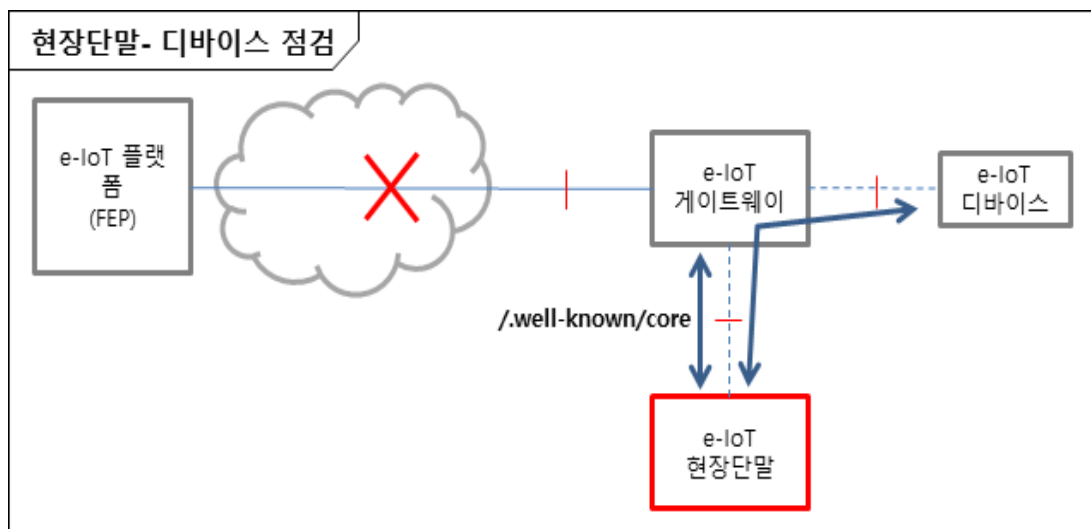 현장단말- 디바이스 점검
e-IoT 플랫
폼
(FEP)
e-IoT
게이트웨이
e-IoT
디바이스
/.well-known/core
e-IoT
현장단말